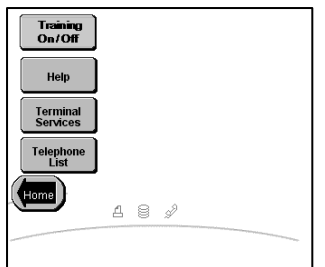 Training
On/Off
Help
Terminal
Services
Telephone
List
Home